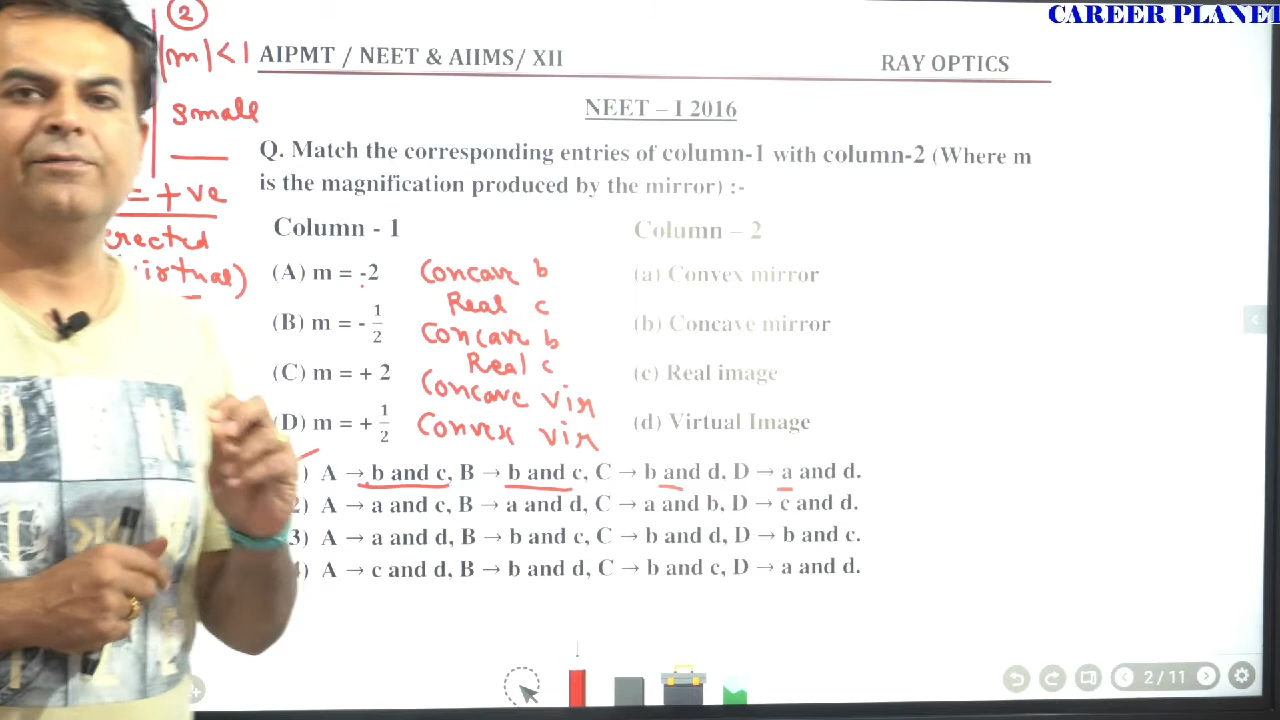 CAREER PLANE
2
|m| < 1
small
AIPMT / NEET & AIIMS/ XII
RAY OPTICS
NEET – I 2016
Q. Match the corresponding entries of column-1 with column-2 (Where m
is the magnification produced by the mirror) :-
= +ve
erected
virtual)
Column - 1
Column – 2
(A) m = -2
Concave b
Real c
(a) Convex mirror
(B) m = - 1/2
Concave b
Real c
(b) Concave mirror
(C) m = + 2
Concave vir
(c) Real image
(D) m = + 1/2
Convex vir
(d) Virtual Image
) A → b and c, B → b and c, C → b and d, D → a and d.
2) A → a and c, B → a and d, C → a and b, D → c and d.
3) A → a and d, B → b and c, C → b and d, D → b and c.
4) A → c and d, B → b and d, C → b and c, D → a and d.
2 / 11